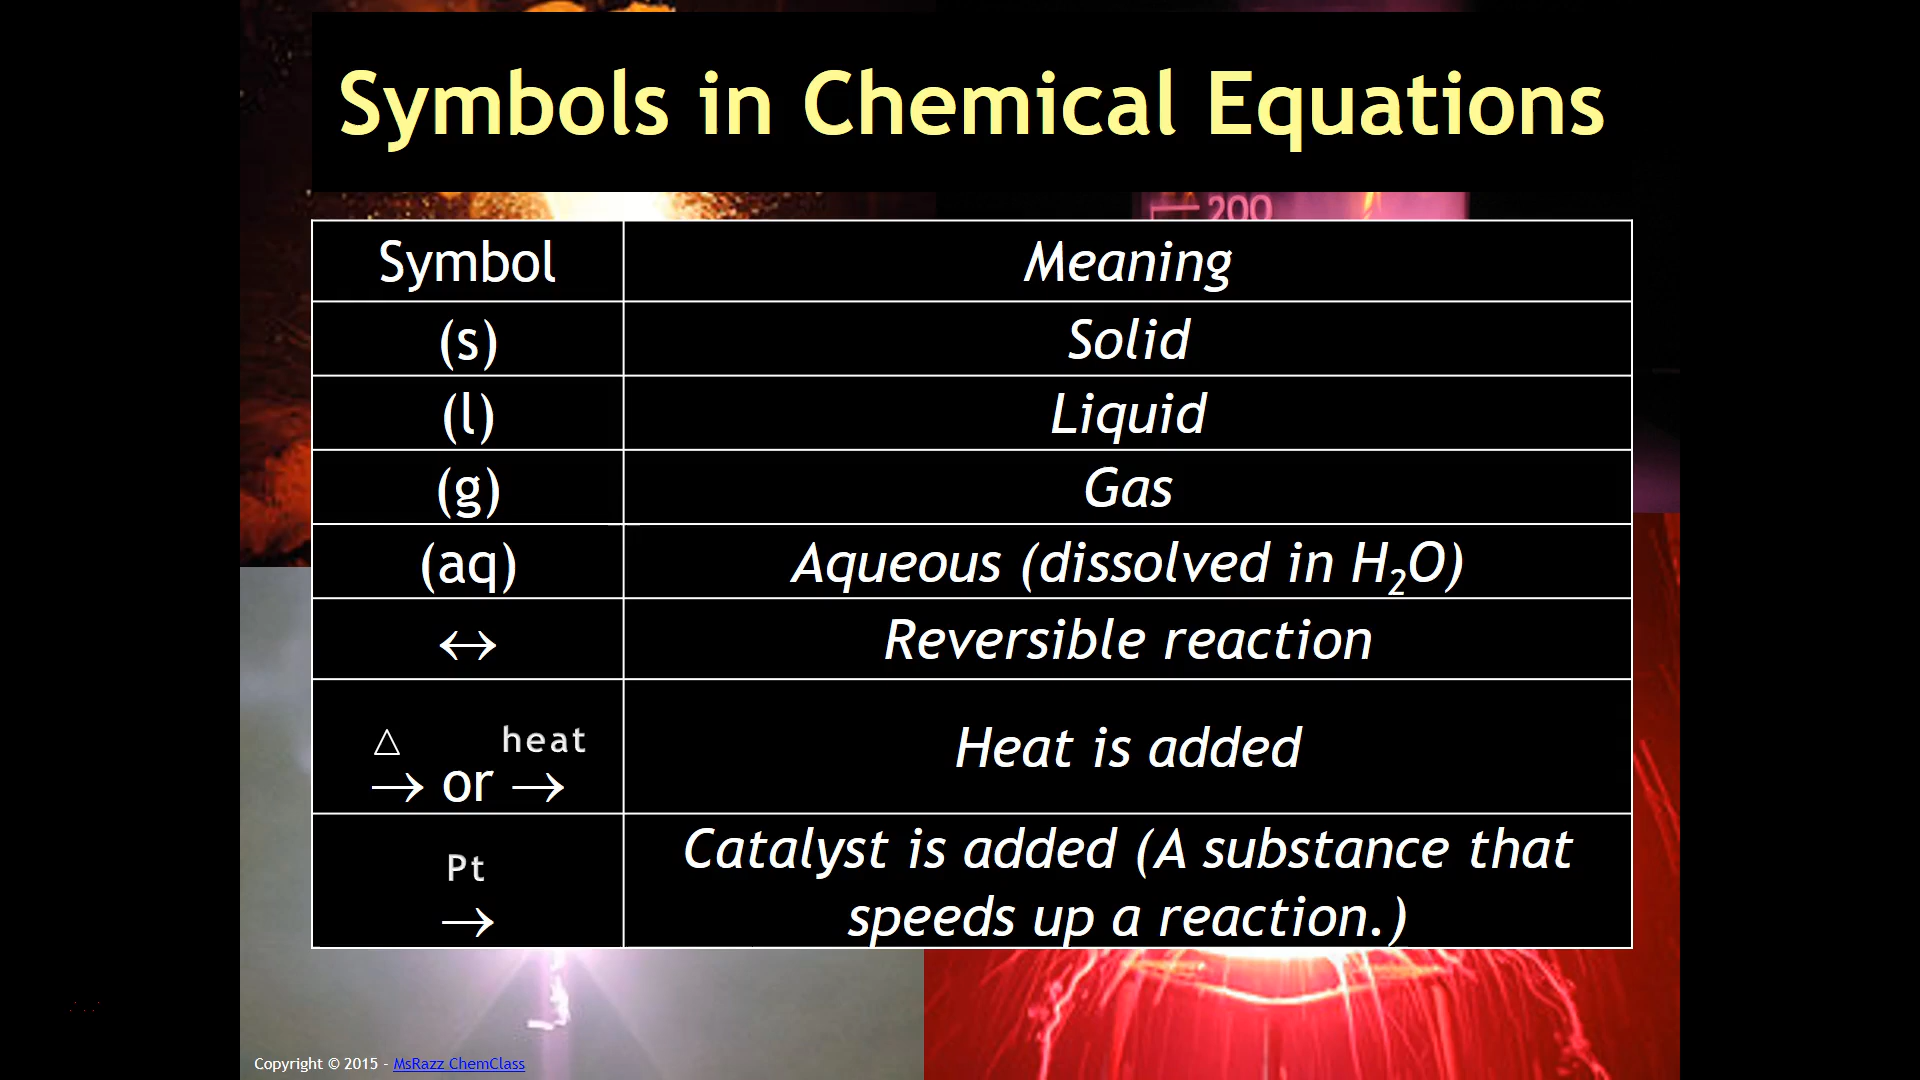 Symbols in Chemical Equations
200
Symbol Meaning
(s) Solid
(l) Liquid
(g) Gas
(aq) Aqueous (dissolved in H₂O)
↔ Reversible reaction
△ heat
→ or → Heat is added
Pt
→
Catalyst is added (A substance that
speeds up a reaction.)
Copyright © 2015 - MsRazz ChemClass